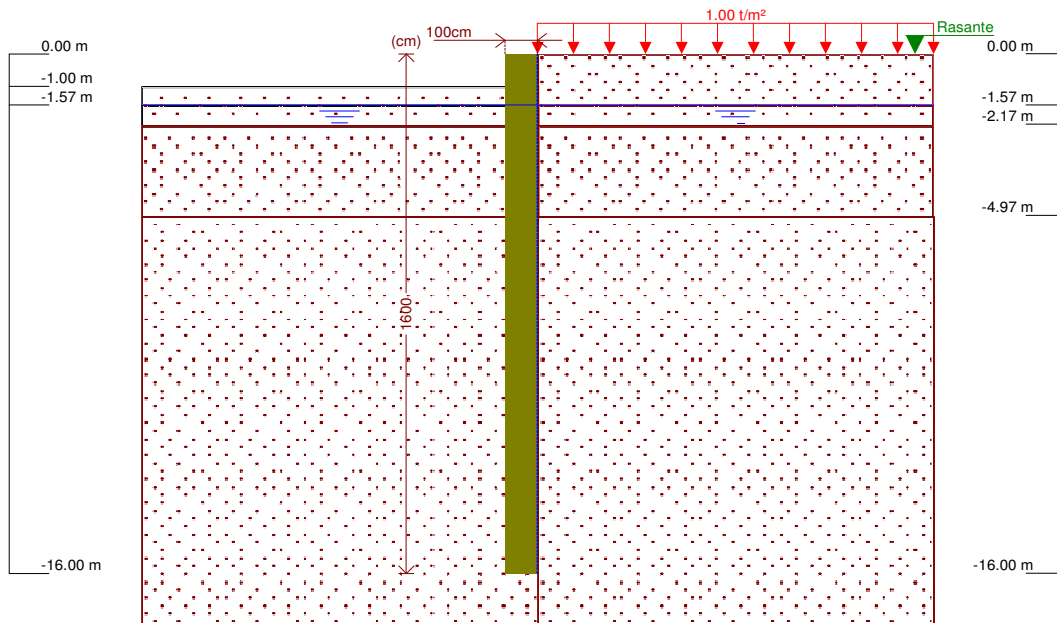 1.00 t/m²
Rasante
100cm
(cm)
0.00 m
0.00 m
-1.00 m
-1.57 m
-1.57 m
-2.17 m
-4.97 m
1600
-16.00 m
-16.00 m